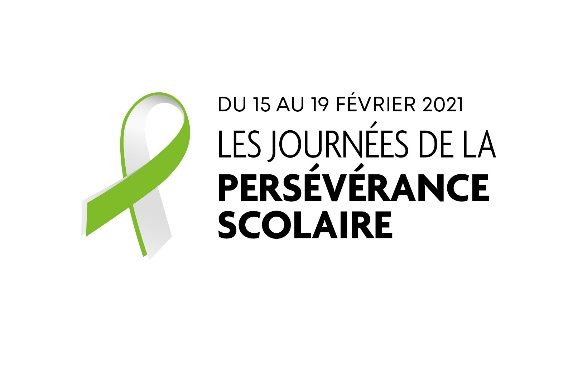 DU 15 AU 19 FÉVRIER 2021
LES JOURNÉES DE LA
PERSÉVÉRANCE
SCOLAIRE